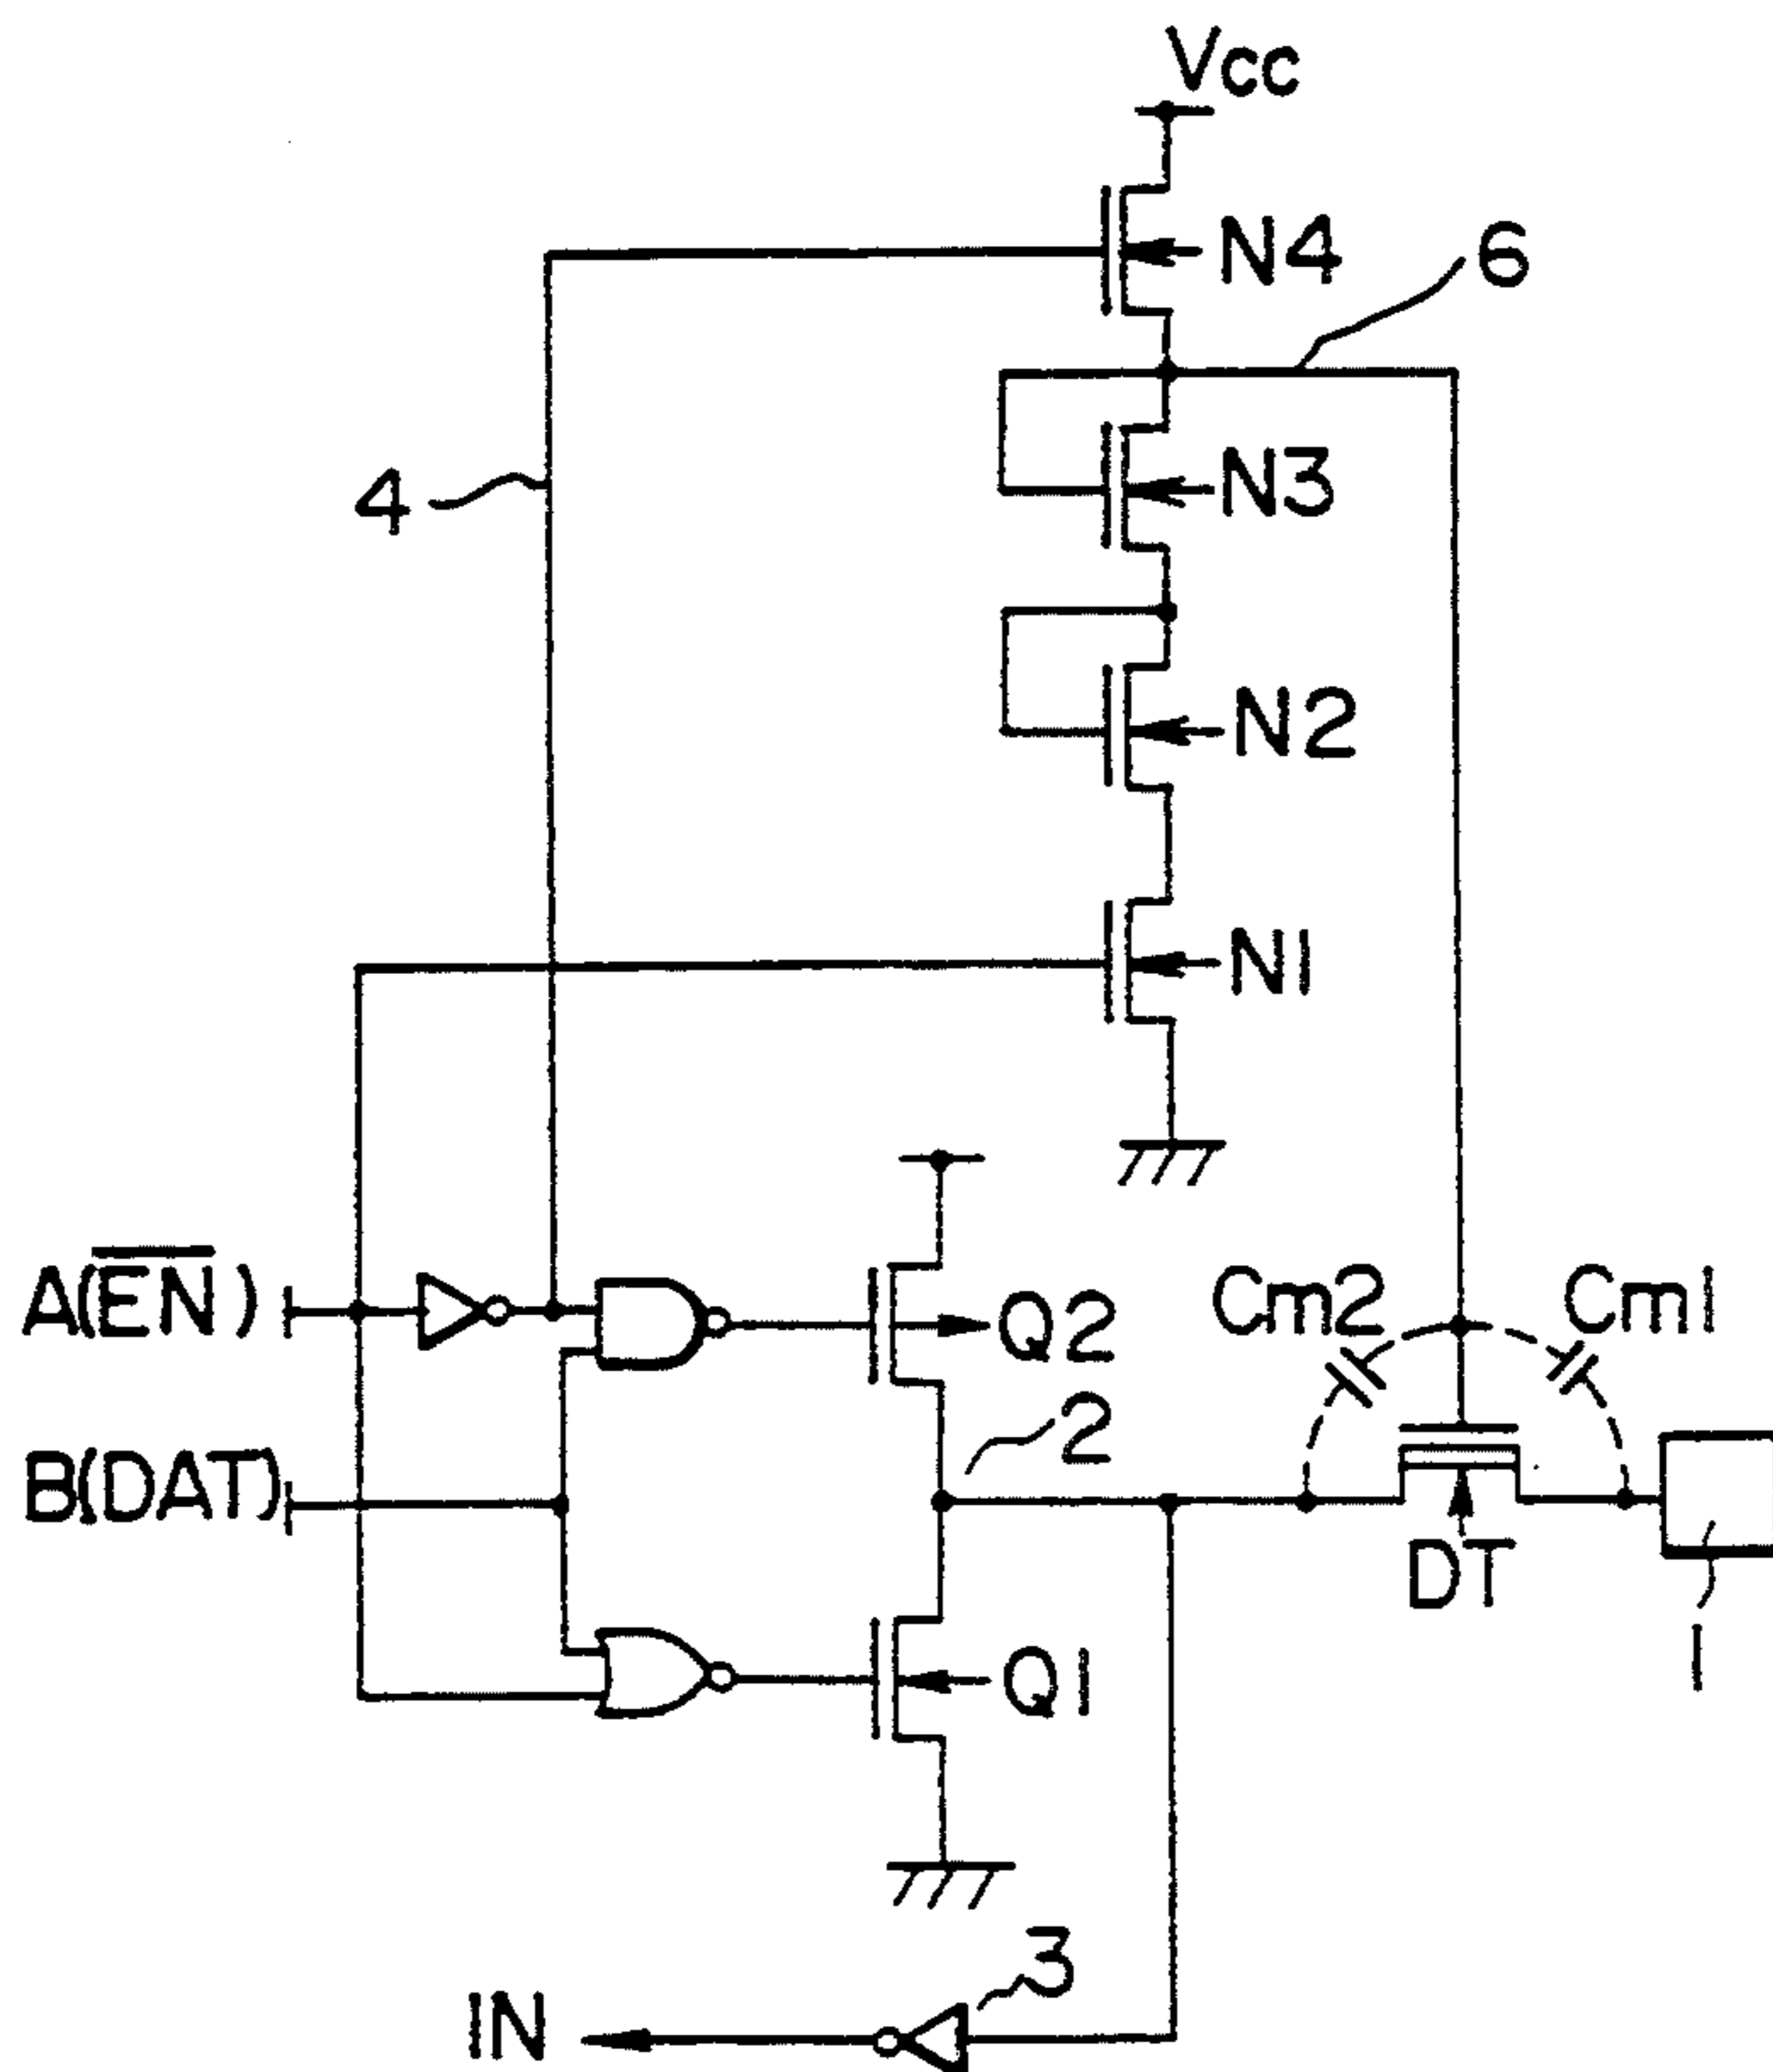 Vcc
N4
6
N3
4
N2
N1
A(EN)
Q2
Cm2
Cm1
2
B(DAT)
DT
Q1
1
3
IN